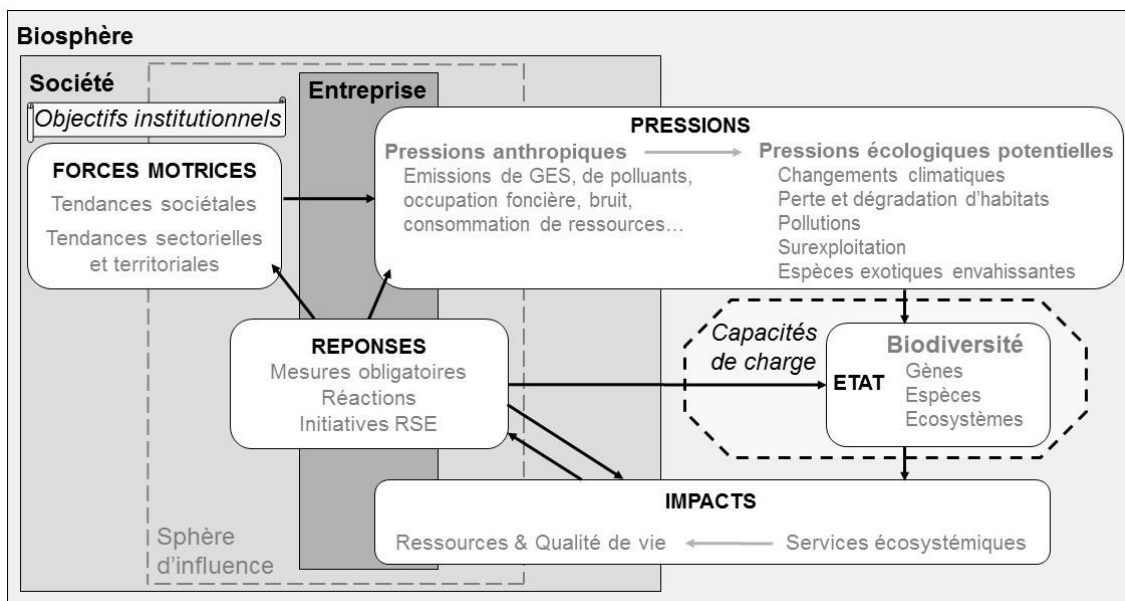 Biosphère
Société
Entreprise
Objectifs institutionnels
FORCES MOTRICES
Tendances sociétales
Tendances sectorielles
et territoriales
PRESSIONS
Pressions anthropiques
Emissions de GES, de polluants,
occupation foncière, bruit,
consommation de ressources…
Pressions écologiques potentielles
Changements climatiques
Perte et dégradation d'habitats
Pollutions
Surexploitation
Espèces exotiques envahissantes
REPONSES
Mesures obligatoires
Réactions
Initiatives RSE
Capacités
de charge
ETAT
Biodiversité
Gènes
Espèces
Ecosystèmes
IMPACTS
Ressources & Qualité de vie
Services écosystémiques
Sphère
d'influence